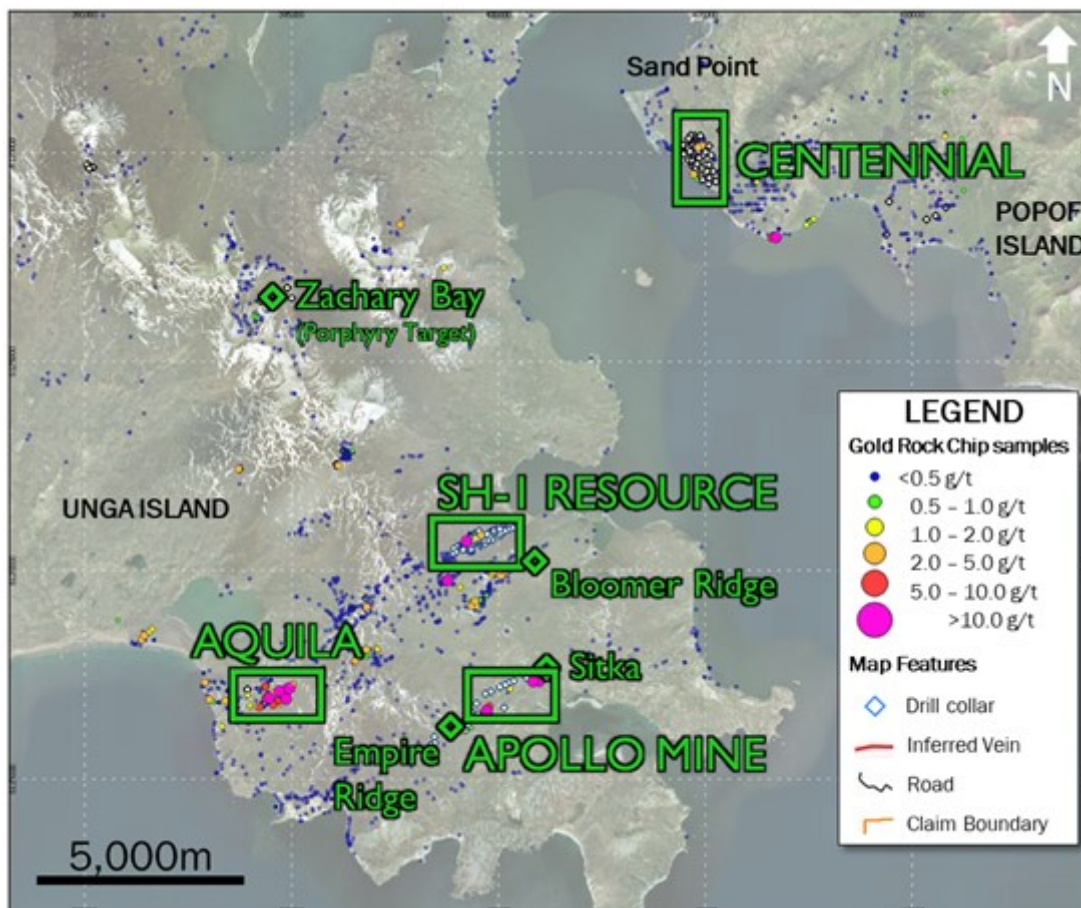 Sand Point
N
CENTENNIAL
POPOF
ISLAND
Zachary Bay
(Porphyry Target)
UNGA ISLAND
SH-1 RESOURCE
Bloomer Ridge
AQUILA
Sitka
Empire
Ridge
APOLLO MINE
5,000m
LEGEND
Gold Rock Chip samples
<0.5 g/t
0.5 - 1.0 g/t
1.0 - 2.0 g/t
2.0 - 5.0 g/t
5.0 - 10.0 g/t
>10.0 g/t
Map Features
Drill collar
Inferred Vein
Road
Claim Boundary